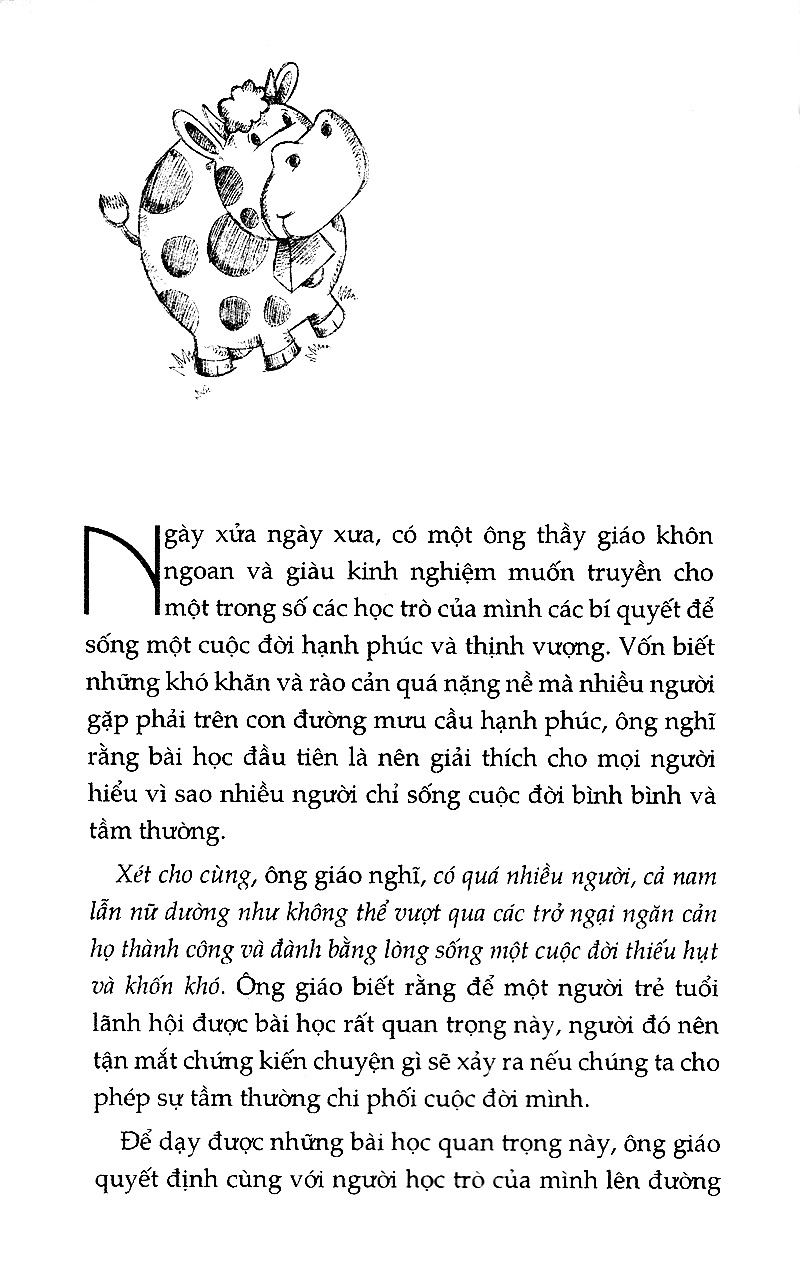 Ngày xửa ngày xưa, có một ông thầy giáo khôn
ngoan và giàu kinh nghiệm muốn truyền cho
một trong số các học trò của mình các bí quyết để
sống một cuộc đời hạnh phúc và thịnh vượng. Vốn biết
những khó khăn và rào cản quá nặng nề mà nhiều người
gặp phải trên con đường mưu cầu hạnh phúc, ông nghĩ
rằng bài học đầu tiên là nên giải thích cho mọi người
hiểu vì sao nhiều người chỉ sống cuộc đời bình bình và
tầm thường.
Xét cho cùng, ông giáo nghĩ, có quá nhiều người, cả nam
lẫn nữ dường như không thể vượt qua các trở ngại ngăn cản
họ thành công và đành bằng lòng sống một cuộc đời thiếu hụt
và khốn khó. Ông giáo biết rằng để một người trẻ tuổi
lãnh hội được bài học rất quan trọng này, người đó nên
tận mắt chứng kiến chuyện gì sẽ xảy ra nếu chúng ta cho
phép sự tầm thường chi phối cuộc đời mình.
Để dạy được những bài học quan trọng này, ông giáo
quyết định cùng với người học trò của mình lên đường